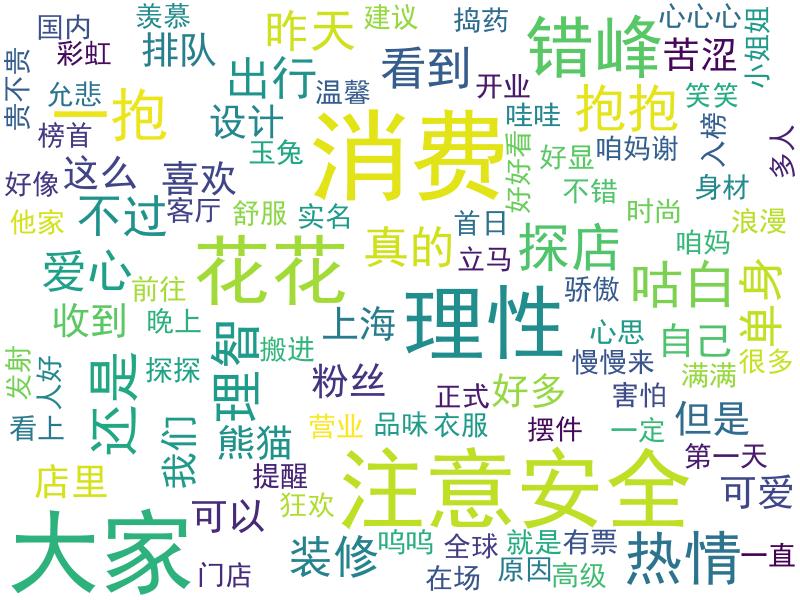 国内
羡慕
昨天
建议
捣药
错峰
心心心
小姐姐
彩虹
排队
看到
苦涩
贵不贵
允悲
一抱
出行
温馨
开业
抱抱
笑笑
榜首
设计
消费
哇哇
入榜
多人
好像
这么
喜欢
玉兔
好好看
好显
咱妈谢
身材
他家
不过
客厅
舒服
实名
首日
不错
时尚
浪漫
爱心
前往
花花
真的
立马
探店
咱妈
骄傲
咕白
单身
收到
晚上
上海
理性
心思
自己
发射
人好
还是
探探
理智
搬进
粉丝
慢慢来
满满
很多
看上
我们
熊猫
营业
正式
好多
害怕
品味
衣服
摆件
一定
但是
店里
提醒
注意安全
第一天
可爱
大家
可以
狂欢
门店
装修
呜呜
全球
就是
有票
热情
一直
在场
原因
高级